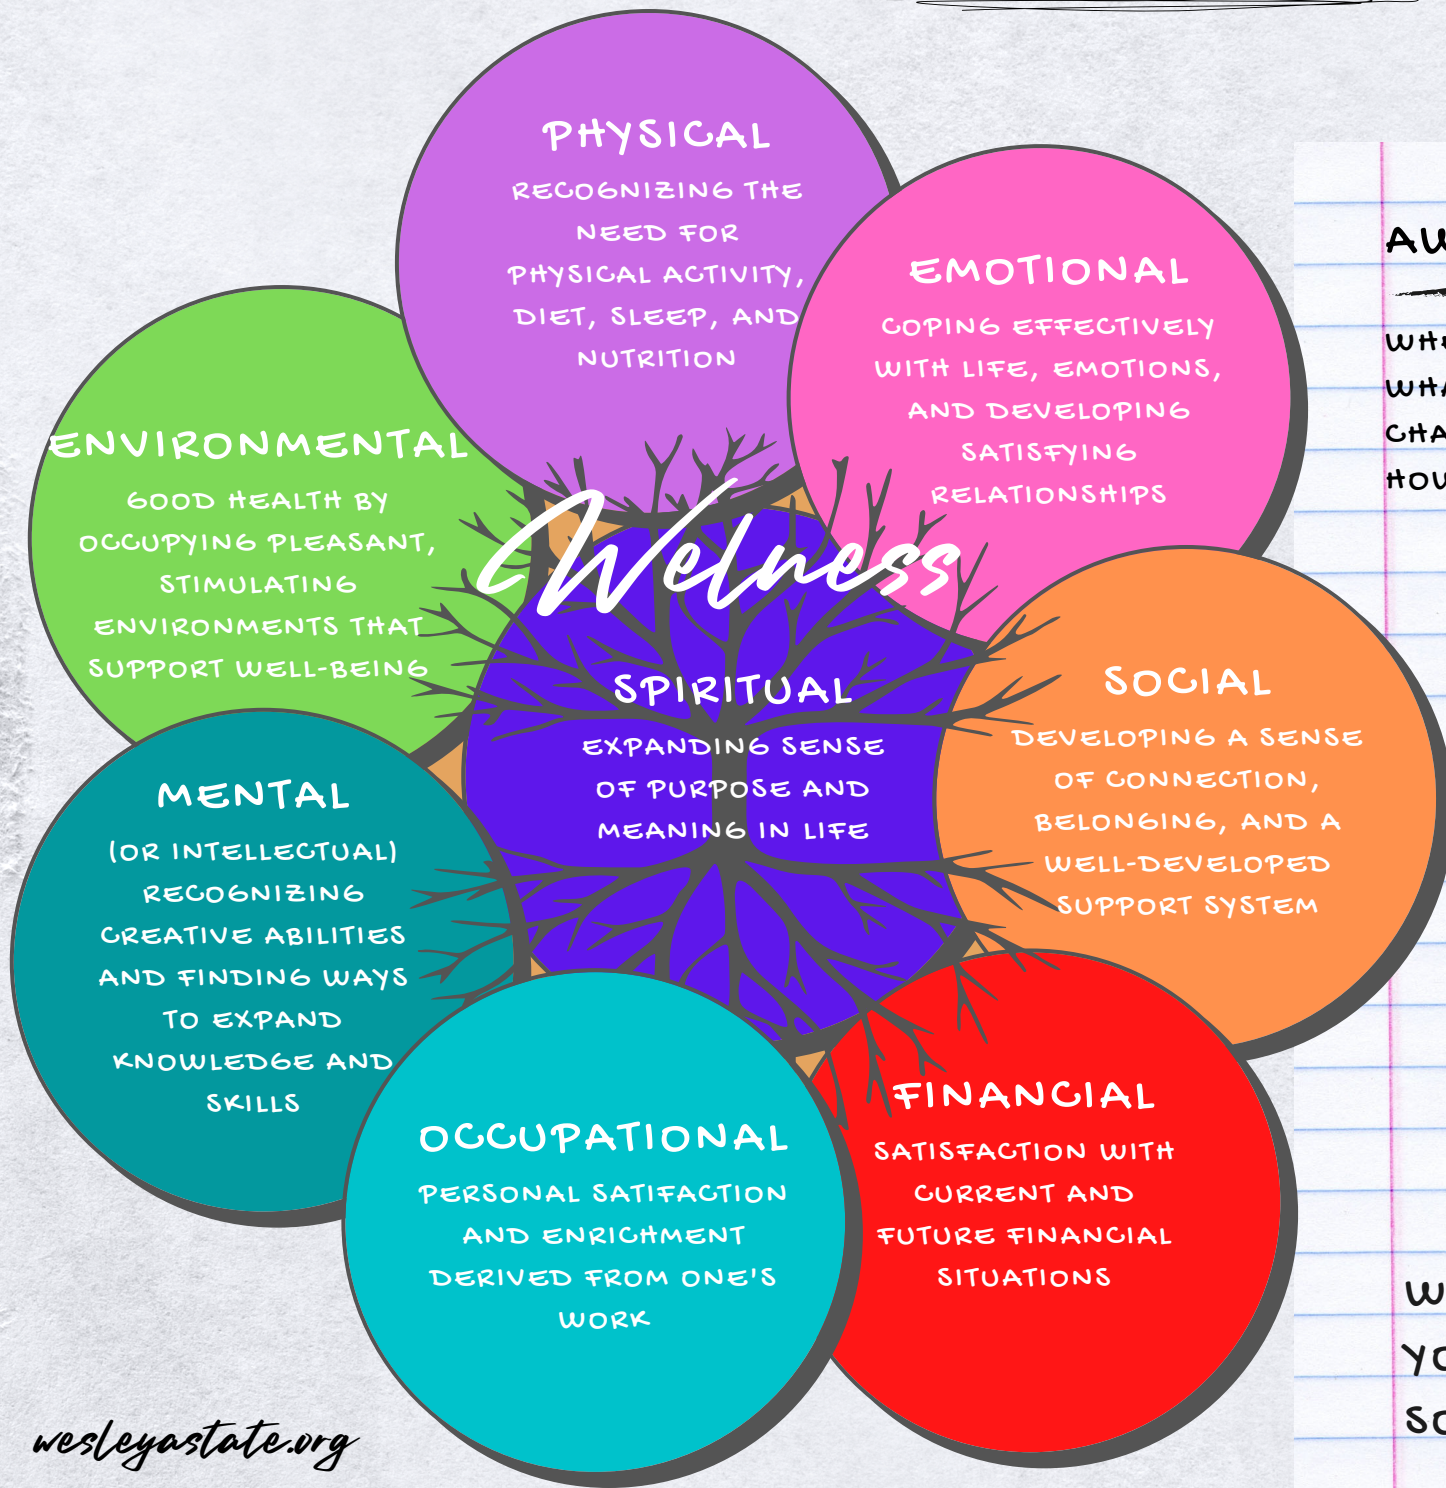 PHYSICAL
RECOGNIZING THE
NEED FOR
PHYSICAL ACTIVITY,
DIET, SLEEP, AND
NUTRITION
EMOTIONAL
COPING EFFECTIVELY
WITH LIFE, EMOTIONS,
AND DEVELOPING
SATISFYING
RELATIONSHIPS
ENVIRONMENTAL
GOOD HEALTH BY
OCCUPYING PLEASANT,
STIMULATING
ENVIRONMENTS THAT
SUPPORT WELL-BEING
Welness
SPIRITUAL
EXPANDING SENSE
OF PURPOSE AND
MEANING IN LIFE
SOCIAL
DEVELOPING A SENSE
OF CONNECTION,
BELONGING, AND A
WELL-DEVELOPED
SUPPORT SYSTEM
MENTAL
(OR INTELLECTUAL)
RECOGNIZING
CREATIVE ABILITIES
AND FINDING WAYS
TO EXPAND
KNOWLEDGE AND
SKILLS
OCCUPATIONAL
PERSONAL SATIFACTION
AND ENRICHMENT
DERIVED FROM ONE'S
WORK
FINANCIAL
SATISFACTION WITH
CURRENT AND
FUTURE FINANCIAL
SITUATIONS
wesleyastate.org